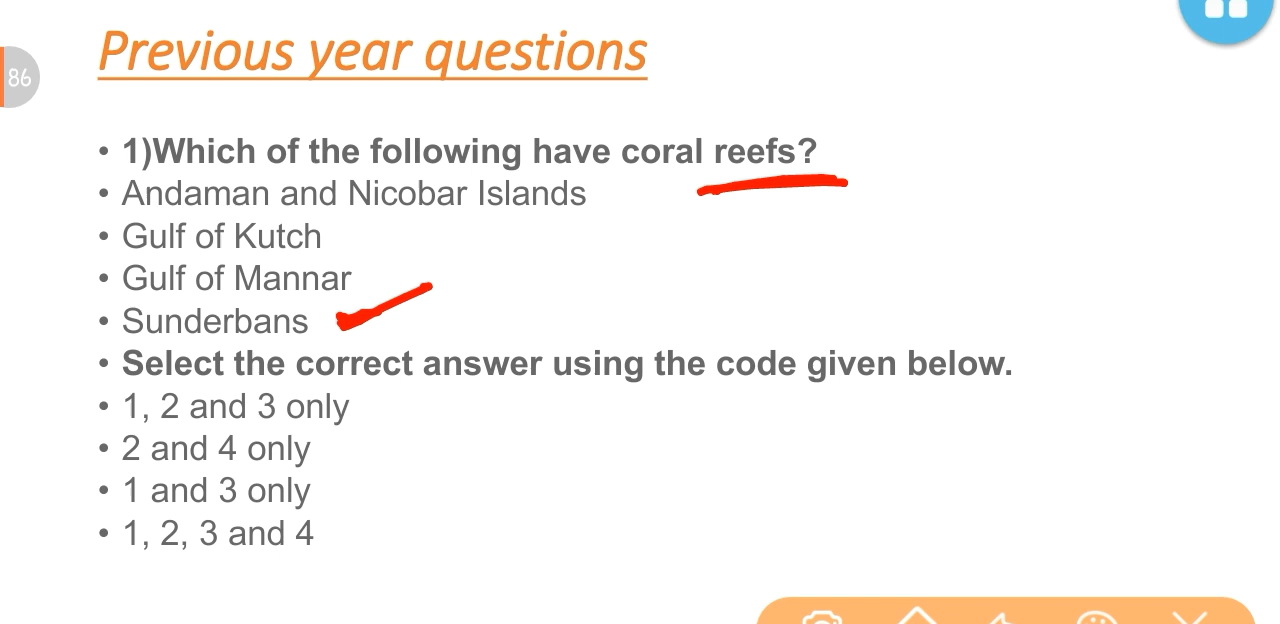 Previous year questions
86
• 1)Which of the following have coral reefs?
• Andaman and Nicobar Islands
• Gulf of Kutch
• Gulf of Mannar
• Sunderbans
• Select the correct answer using the code given below.
• 1, 2 and 3 only
• 2 and 4 only
• 1 and 3 only
• 1, 2, 3 and 4